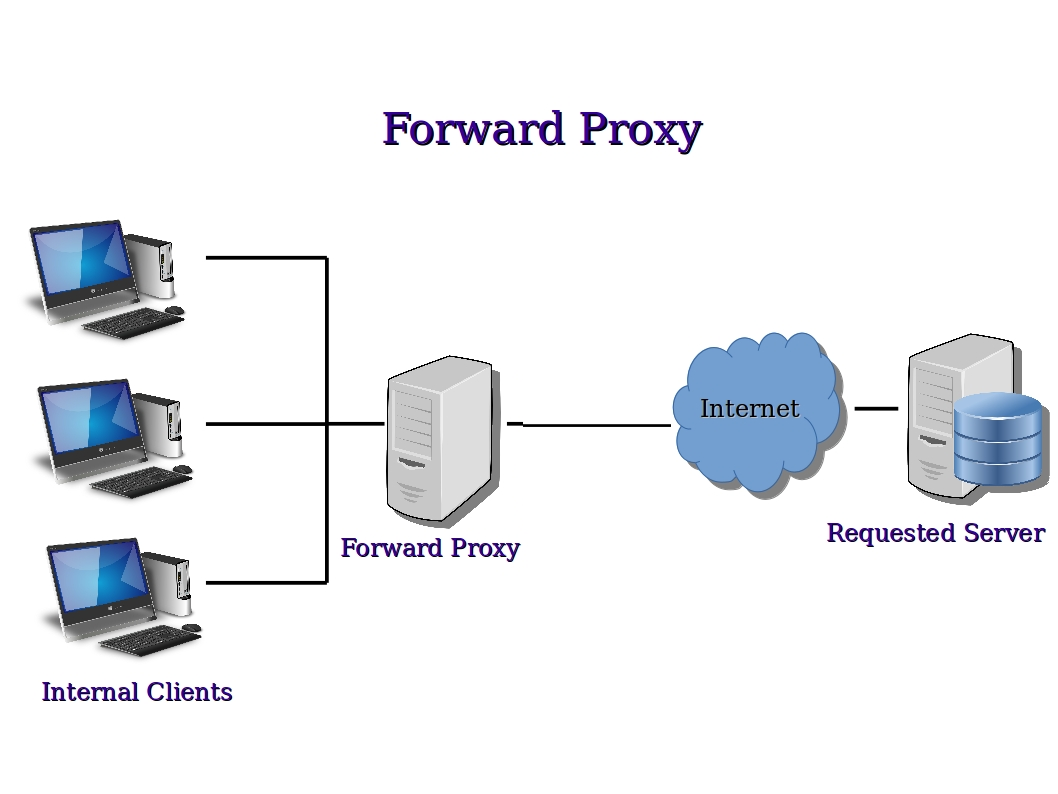 Forward Proxy
Internet
Forward Proxy
Requested Server
Internal Clients